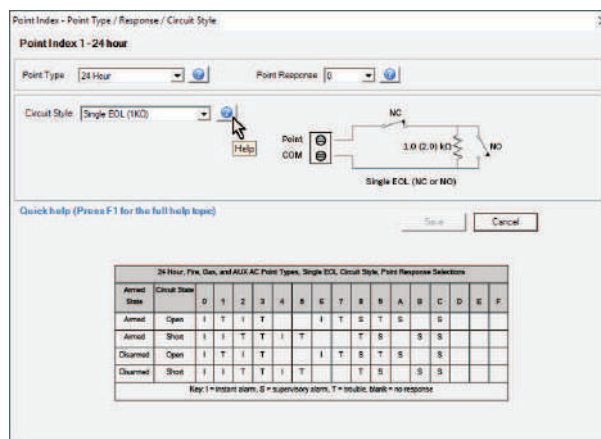 Point Index - Point Type / Response / Circuit Style
Point Index 1 - 24 hour
Point Type 24 Hour Point Response 0
Circuit Style Single EOL (1KΩ)
Help
NC
Point
COM
1.0 (2.0) kΩ
NO
Single EOL (NC or NO)
Quick help (Press F1 for the full help topic)
Save Cancel
24 Hour, Fire, Gas, and AUX AC Point Types, Single EOL Circuit Style, Point Response Selections
Armed State Circuit State 0 1 2 3 4 5 6 7 8 9 A B C D E F
Armed Open I T I T I T S T S S
Armed Short I I T T I T T S S S
Disarmed Open I T I T I T S T S S
Disarmed Short I I T T I T T S S S
Key: I = instant alarm, S = supervisory alarm, T = trouble, blank = no response